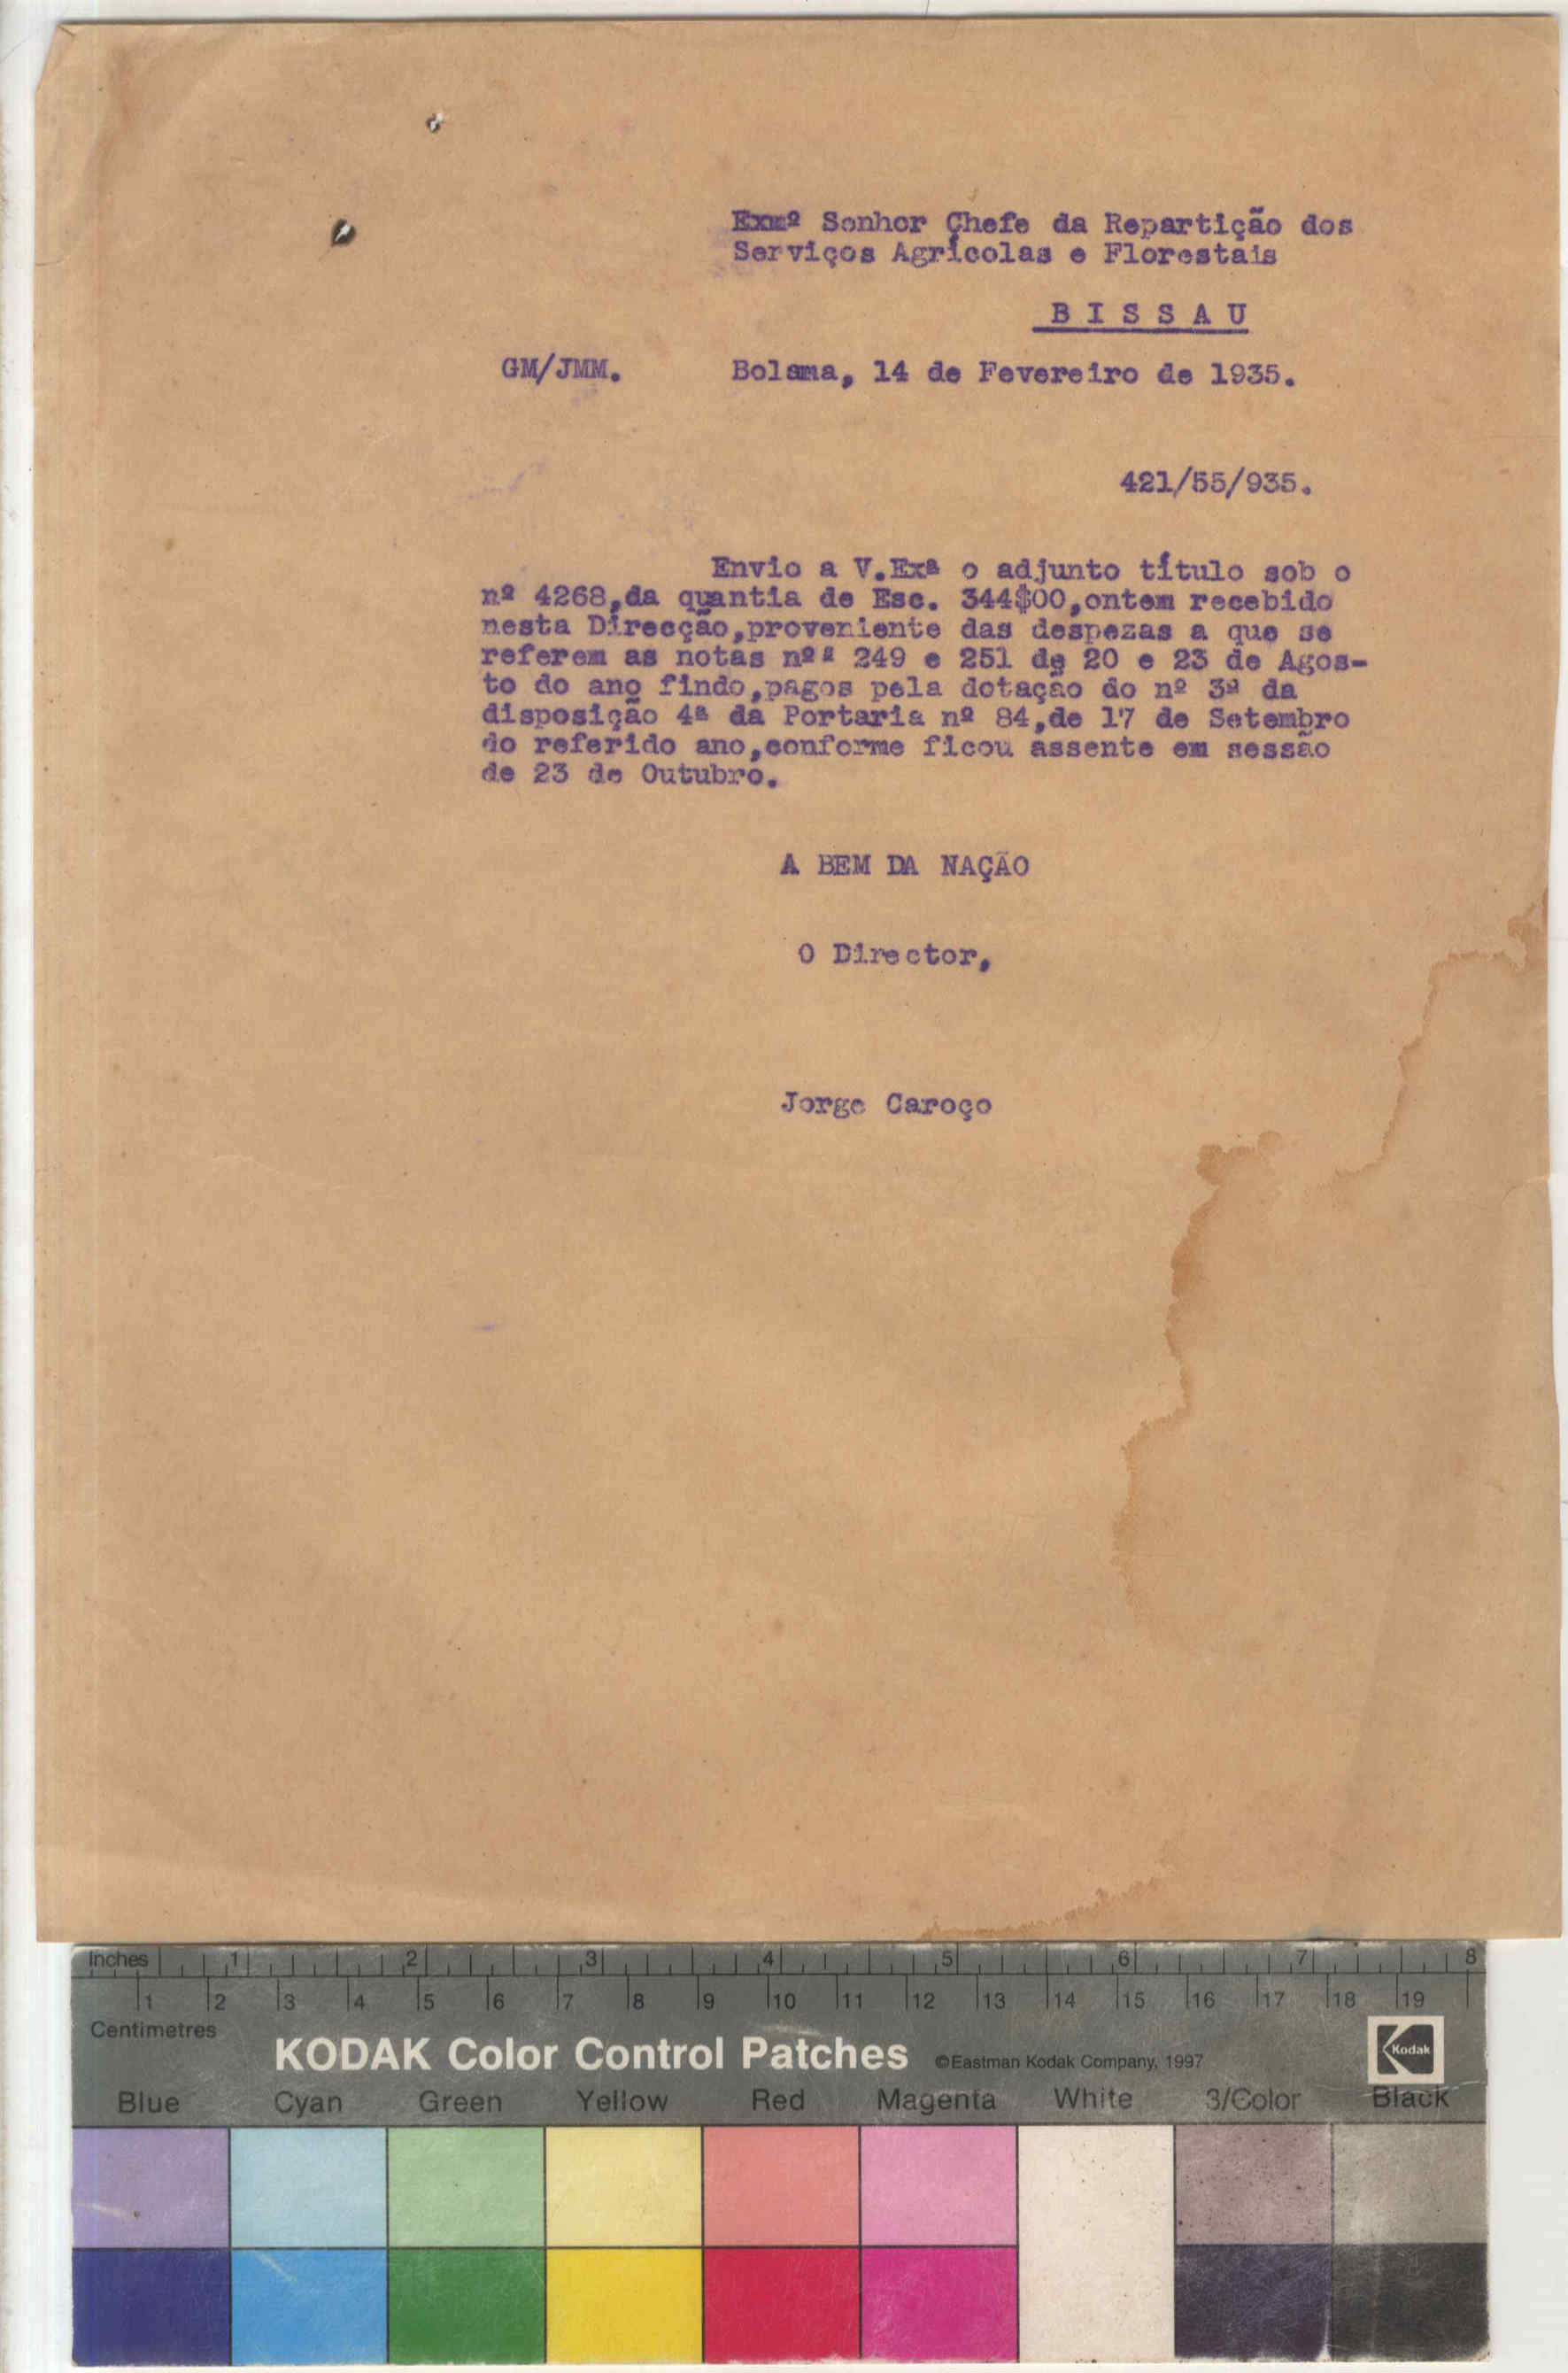 Exmº Senhor Chefe da Repartição dos
Serviços Agrícolas e Florestais
B I S S A U
GM/JMM. Bolama, 14 de Fevereiro de 1935.
421/55/935.
Envio a V.Exª o adjunto título sob o
nº 4268,da quantia de Esc. 344$00,ontem recebido
nesta Direcção,proveniente das despezas a que se
referem as notas nºˢ 249 e 251 de 20 e 23 de Agos-
to do ano findo,pagos pela dotação do nº 3º da
disposição 4ª da Portaria nº 84,de 17 de Setembro
do referido ano,conforme ficou assente em sessão
de 23 de Outubro.
A BEM DA NAÇÃO
O Director,
Jorge Caroço
Inches 1 2 3 4 5 6 7 8
1 2 3 4 5 6 7 8 9 10 11 12 13 14 15 16 17 18 19
Centimetres
KODAK Color Control Patches ©Eastman Kodak Company, 1997 Kodak
Blue Cyan Green Yellow Red Magenta White 3/Color Black